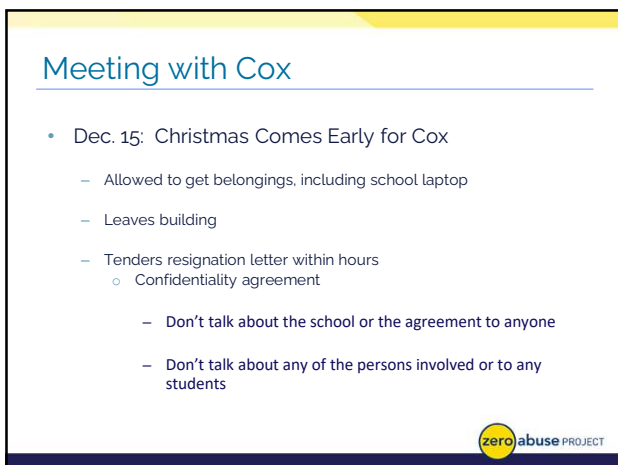 Meeting with Cox
• Dec. 15: Christmas Comes Early for Cox
– Allowed to get belongings, including school laptop
– Leaves building
– Tenders resignation letter within hours
○ Confidentiality agreement
– Don't talk about the school or the agreement to anyone
– Don't talk about any of the persons involved or to any
students
zero abuse PROJECT